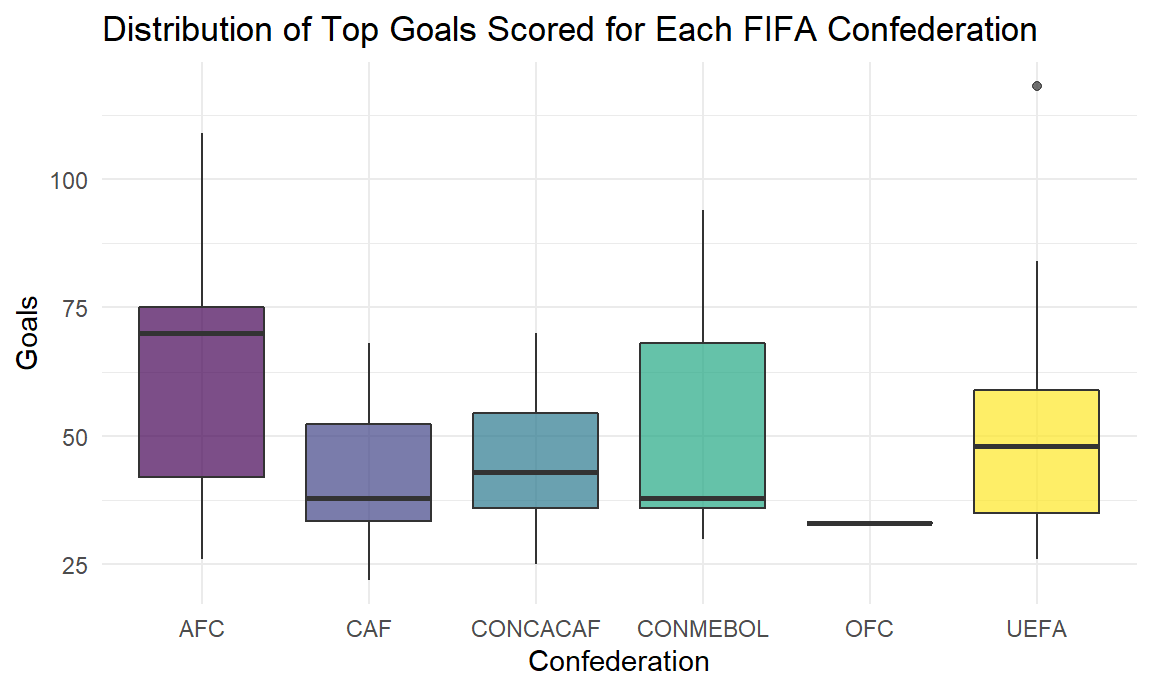 Distribution of Top Goals Scored for Each FIFA Confederation
Goals
100
75
50
25
AFC CAF CONCACAF CONMEBOL OFC UEFA
Confederation